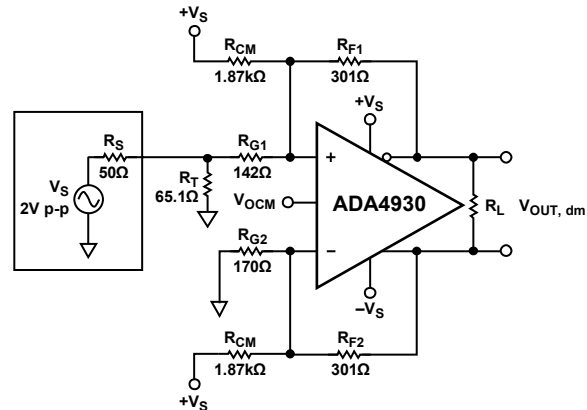 +VS
RCM
1.87kΩ
RF1
301Ω
+VS
RS
50Ω
VS
2V p-p
RT
65.1Ω
RG1
142Ω
+
VOCM
ADA4930
RL
VOUT, dm
RG2
170Ω
−
−VS
RCM
1.87kΩ
RF2
301Ω
+VS